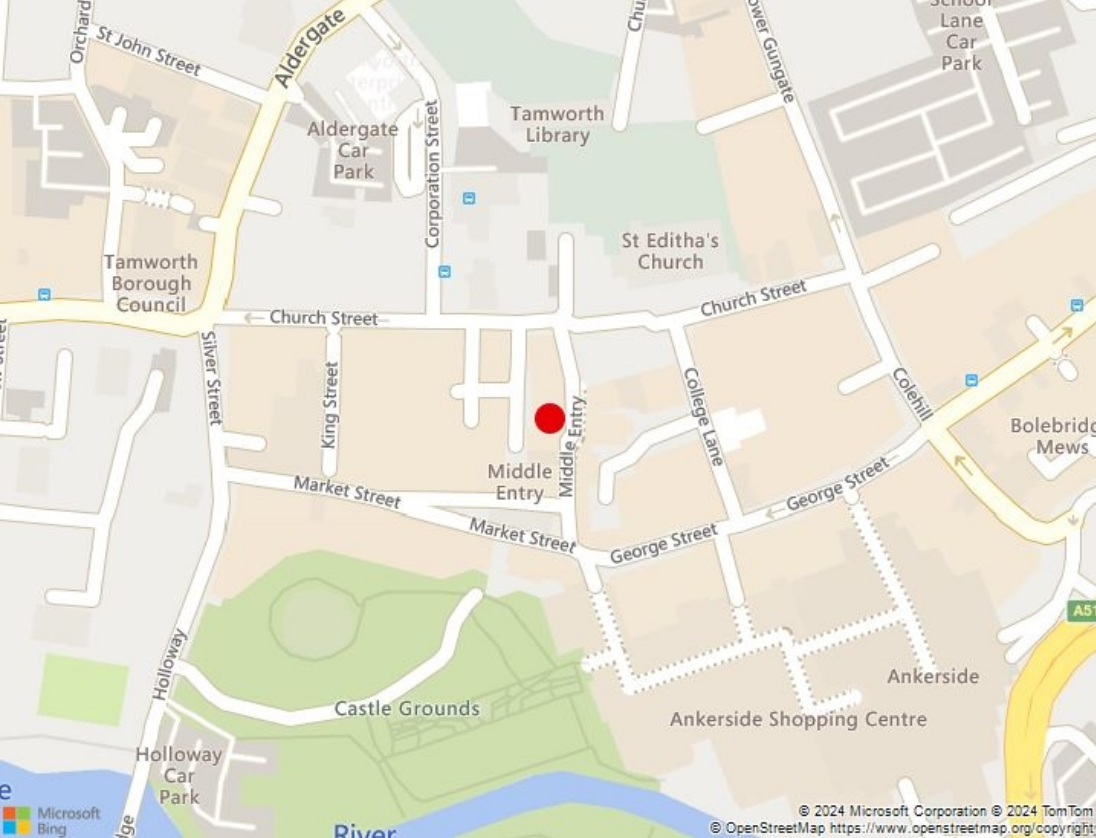 Orchard
St John Street
Aldergate
School
Lane
Car
Park
Aldergate
Car
Park
Corporation Street
Tamworth
Library
Tamworth
Borough
Council
St Editha's
Church
Church Street
Church Street
Silver Street
King Street
College Lane
Colehill
Middle Entry
Middle
Entry
Bolebridg
Mews
Market Street
Market Street
George Street
George Street
A51
Holloway
Castle Grounds
Ankerside
Ankerside Shopping Centre
Holloway
Car
Park
River
Microsoft
Bing
© 2024 Microsoft Corporation © 2024 TomTom
© OpenStreetMap https://www.openstreetmap.org/copyright